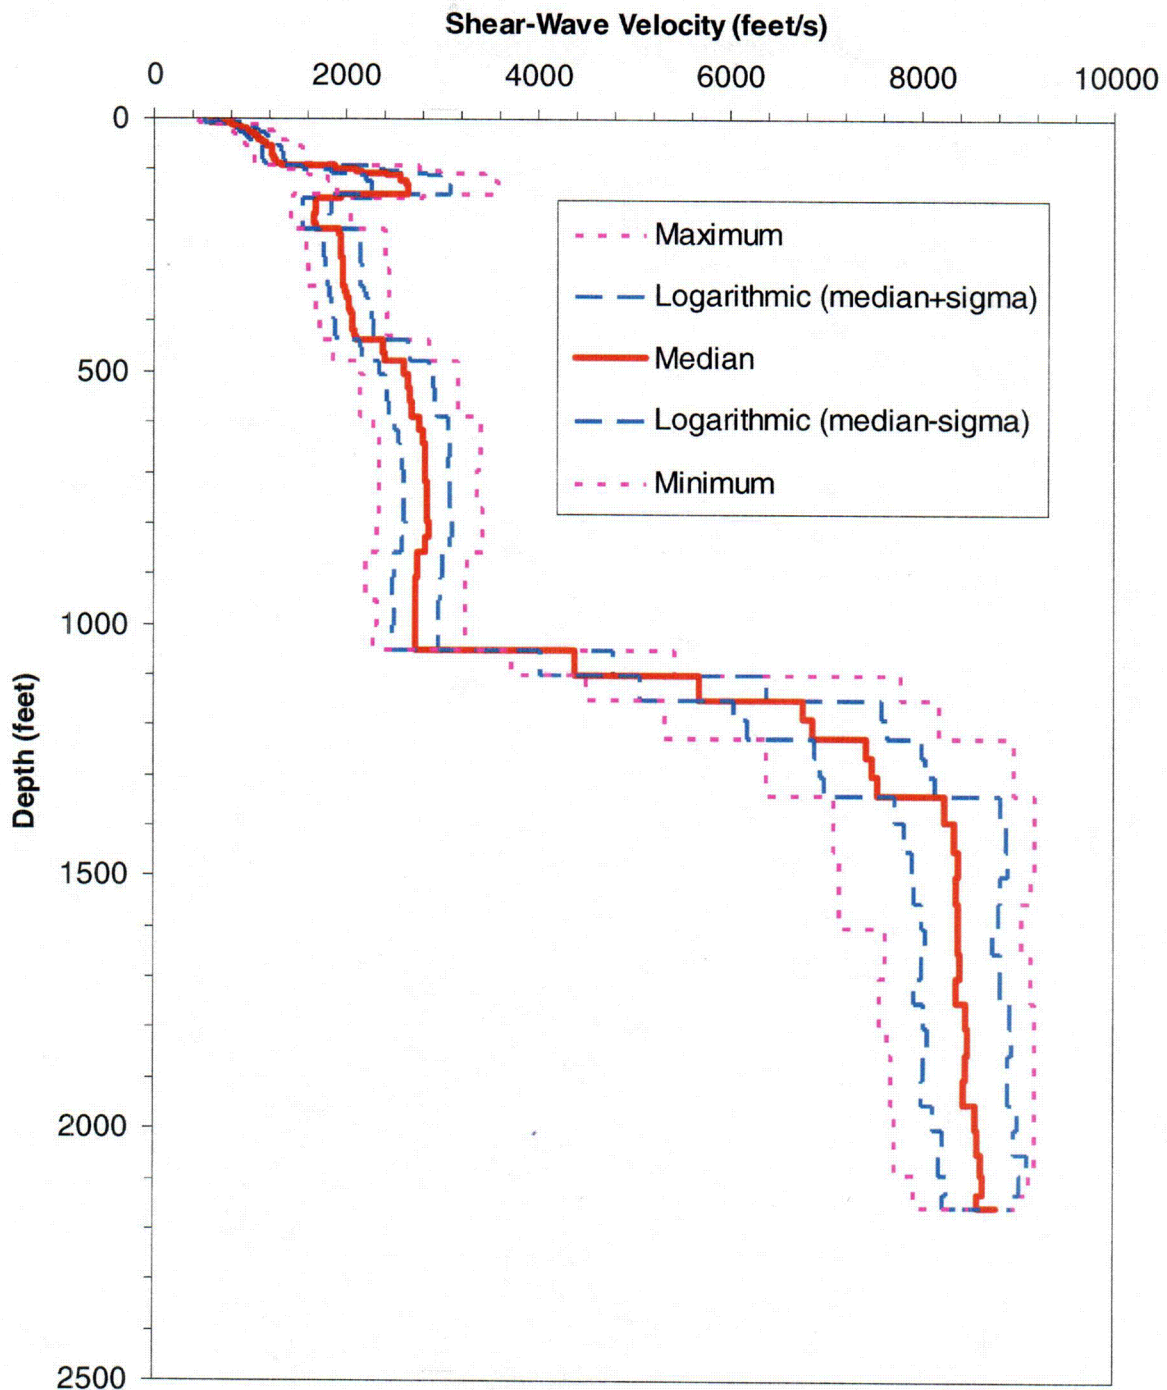 Shear-Wave Velocity (feet/s)
0 2000 4000 6000 8000 10000
0
500
1000
1500
2000
2500
Depth (feet)
Maximum
Logarithmic (median+sigma)
Median
Logarithmic (median-sigma)
Minimum